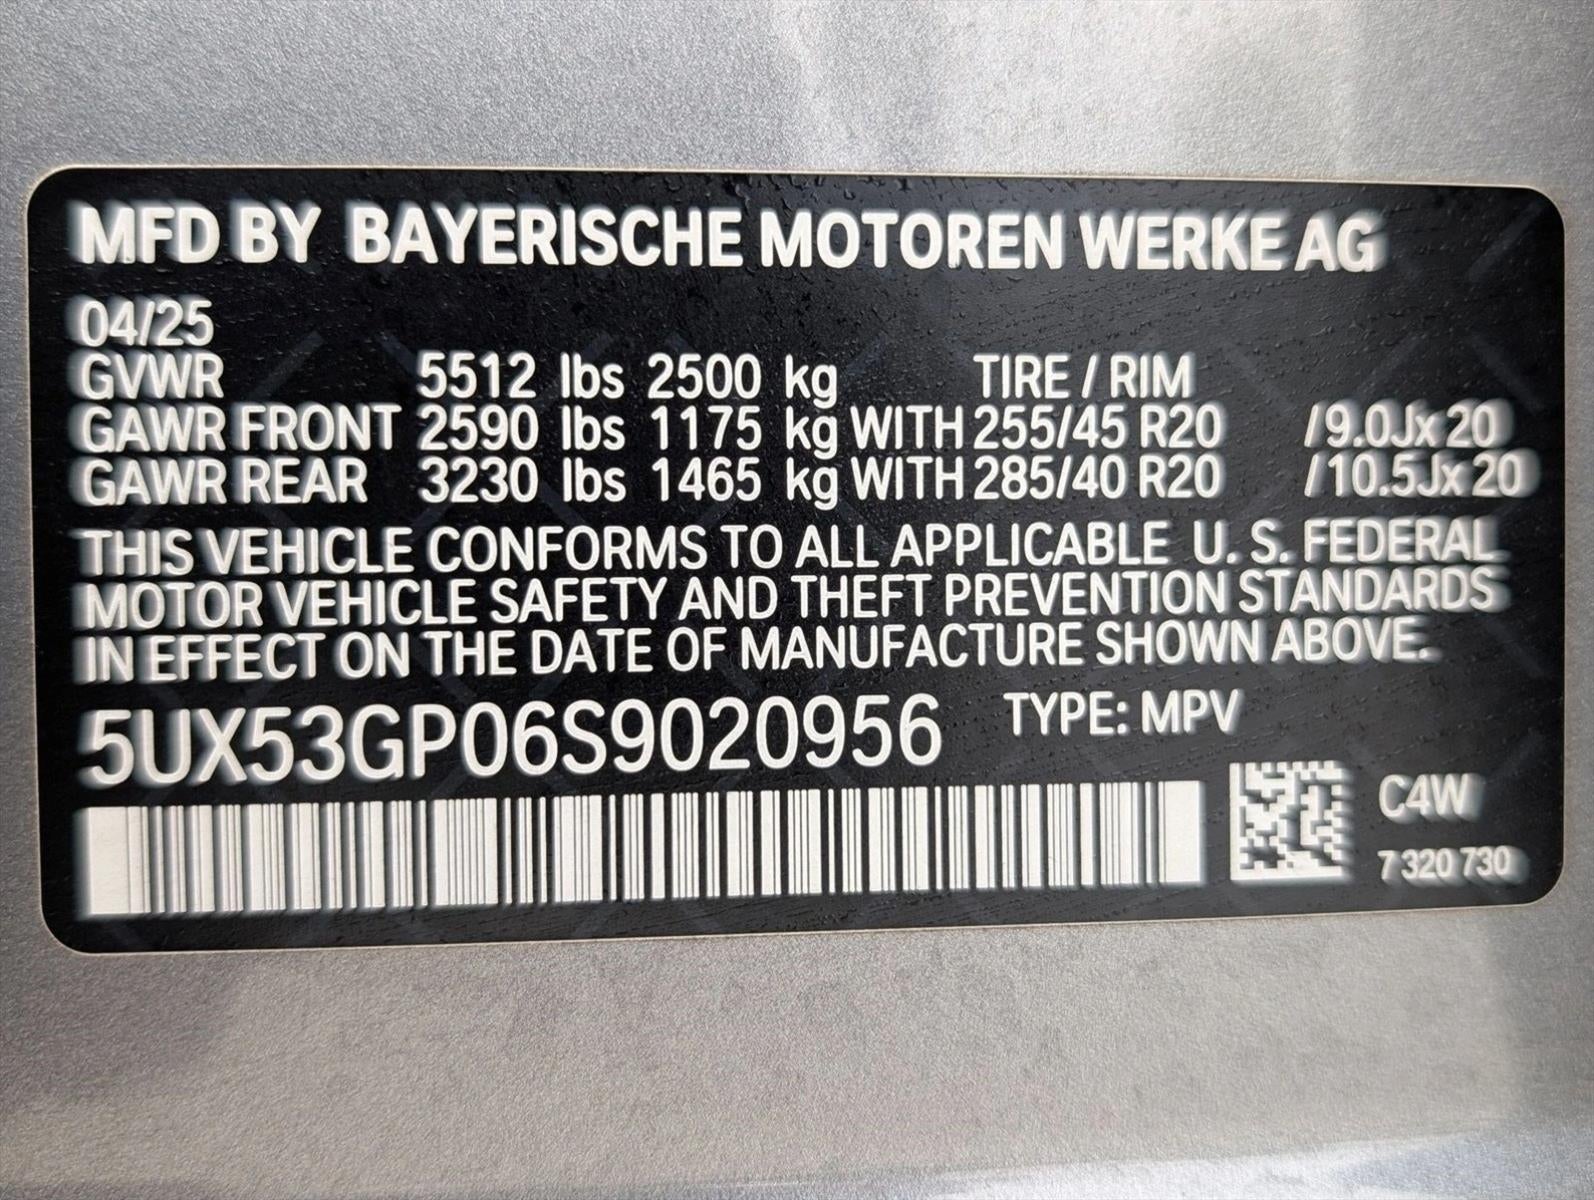 MFD BY BAYERISCHE MOTOREN WERKE AG
04/25
GVWR 5512 lbs 2500 kg TIRE / RIM
GAWR FRONT 2590 lbs 1175 kg WITH 255/45 R20 /9.0Jx20
GAWR REAR 3230 lbs 1465 kg WITH 285/40 R20 /10.5Jx20
THIS VEHICLE CONFORMS TO ALL APPLICABLE U. S. FEDERAL
MOTOR VEHICLE SAFETY AND THEFT PREVENTION STANDARDS
IN EFFECT ON THE DATE OF MANUFACTURE SHOWN ABOVE.
5UX53GP06S9020956 TYPE: MPV
C4W
7 320 730